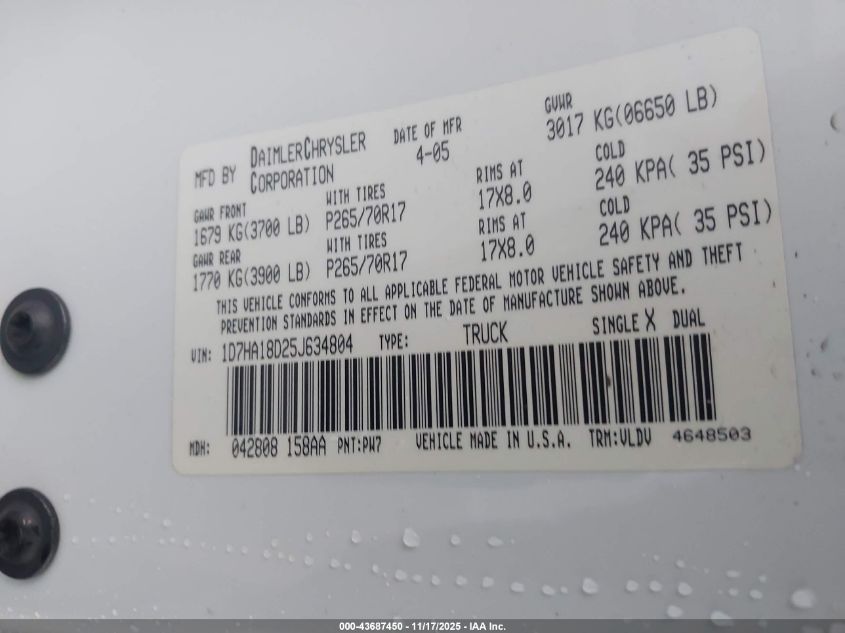 MFD BY DAIMLERCHRYSLER CORPORATION
DATE OF MFR 4-05
GVWR 3017 KG(06650 LB)
GAWR FRONT WITH TIRES RIMS AT COLD
1679 KG(3700 LB) P265/70R17 17X8.0 240 KPA( 35 PSI)
GAWR REAR WITH TIRES RIMS AT COLD
1770 KG(3900 LB) P265/70R17 17X8.0 240 KPA( 35 PSI)
THIS VEHICLE CONFORMS TO ALL APPLICABLE FEDERAL MOTOR VEHICLE SAFETY AND THEFT
PREVENTION STANDARDS IN EFFECT ON THE DATE OF MANUFACTURE SHOWN ABOVE.
VIN: 1D7HA18D25J634804 TYPE: TRUCK SINGLE X DUAL
MDH: 042808 158AA PNT:PW7 VEHICLE MADE IN U.S.A. TRM:VLDV 4648503
000-43687450 - 11/17/2025 - IAA Inc.